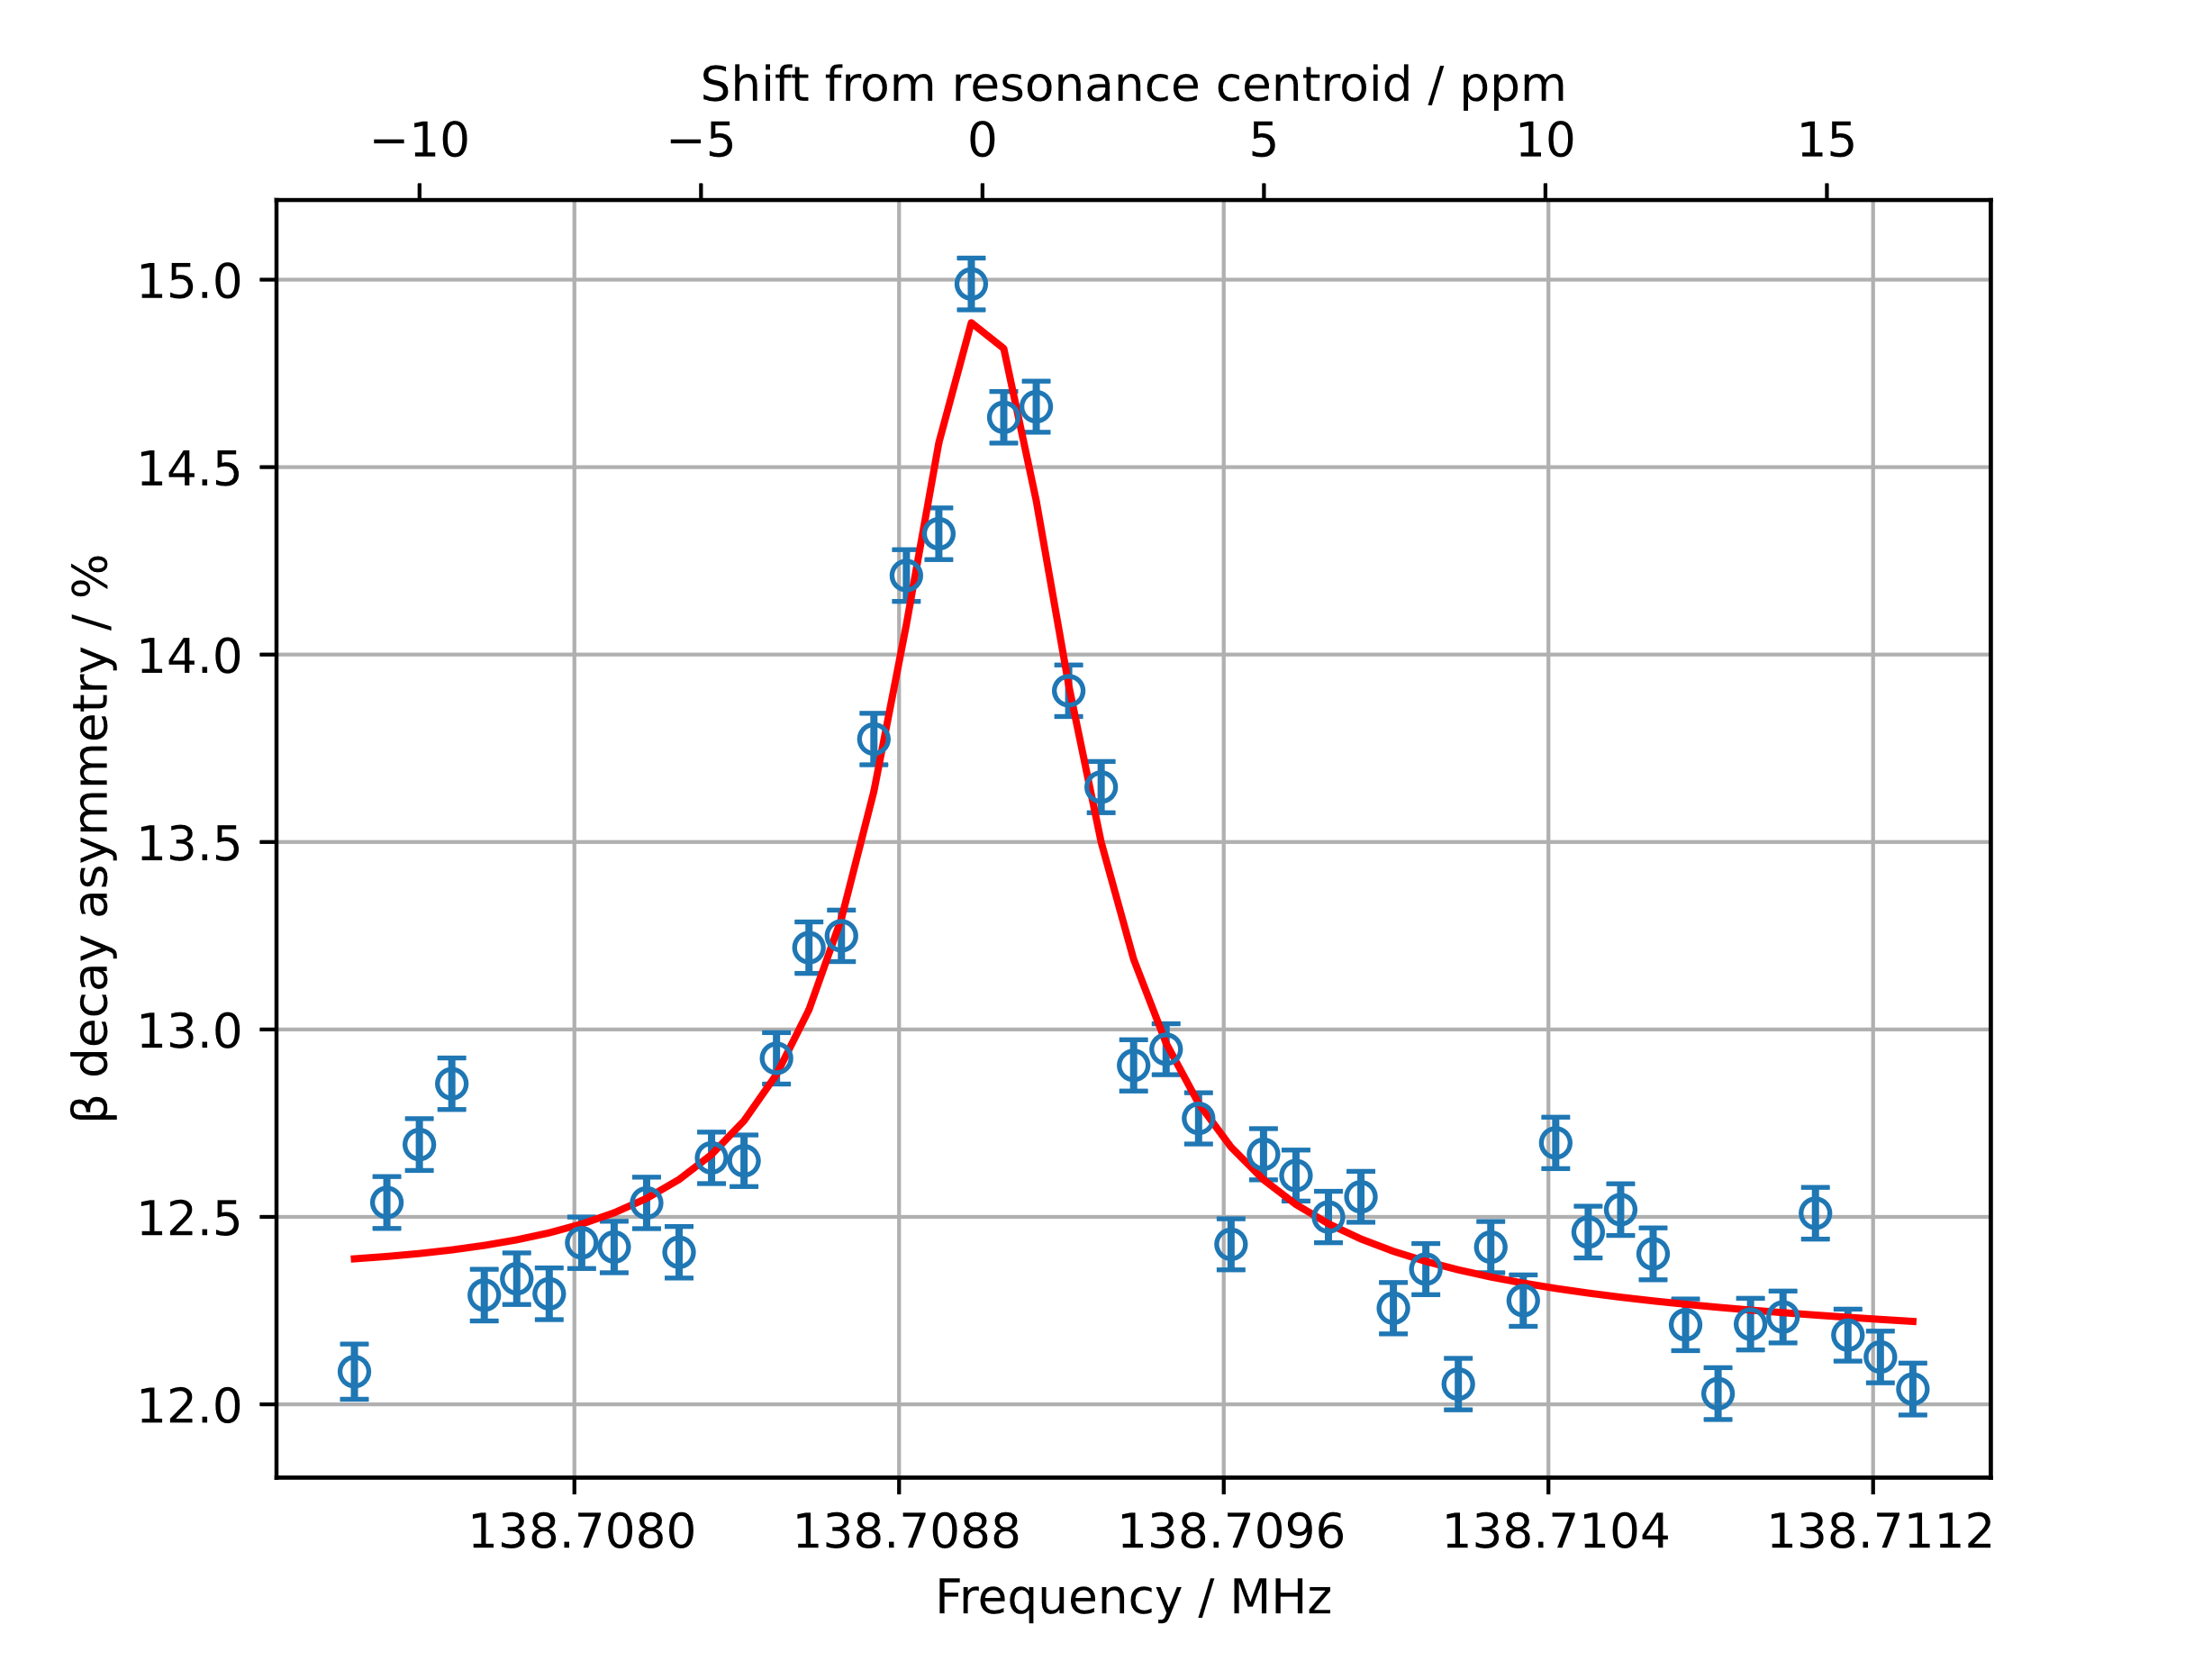 Shift from resonance centroid / ppm
−10 −5 0 5 10 15
15.0
14.5
14.0
13.5
13.0
12.5
12.0
β decay asymmetry / %
138.7080 138.7088 138.7096 138.7104 138.7112
Frequency / MHz